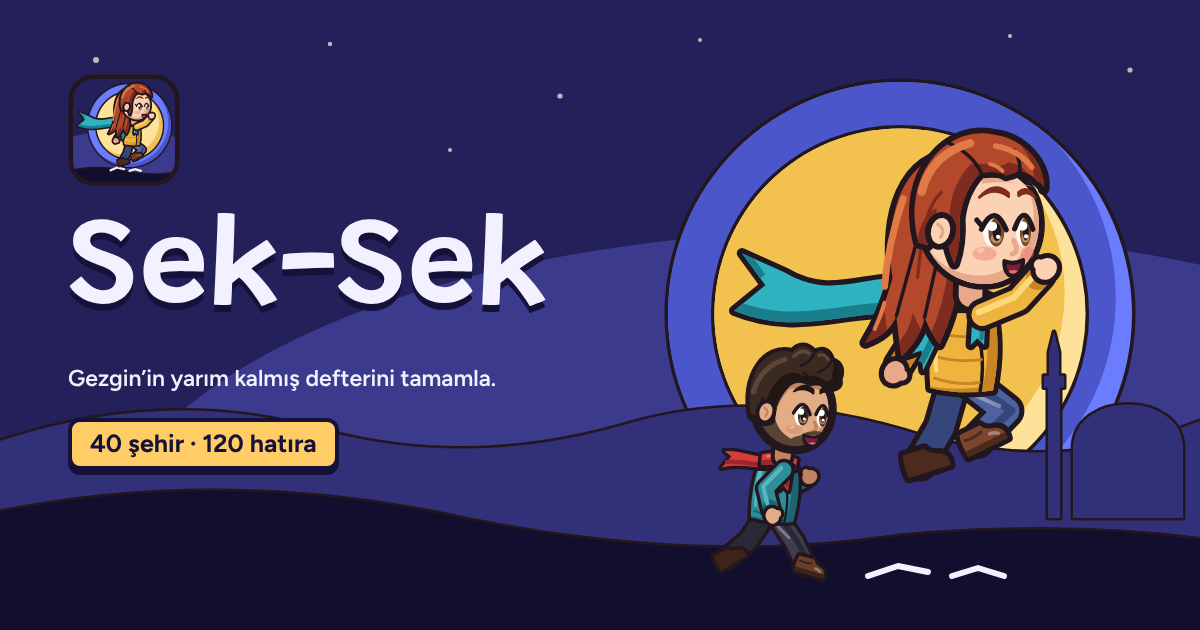 Sek-Sek
Gezgin’in yarım kalmış defterini tamamla.
40 şehir · 120 hatıra